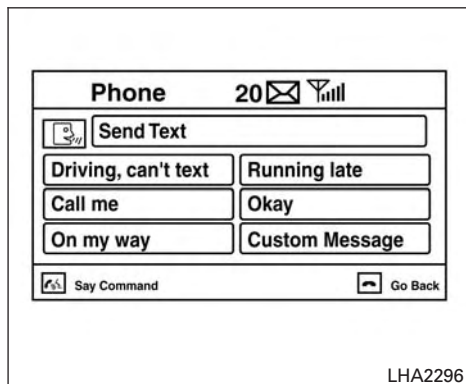 Phone 20
Send Text
Driving, can't text Running late
Call me Okay
On my way Custom Message
Say Command Go Back
LHA2296